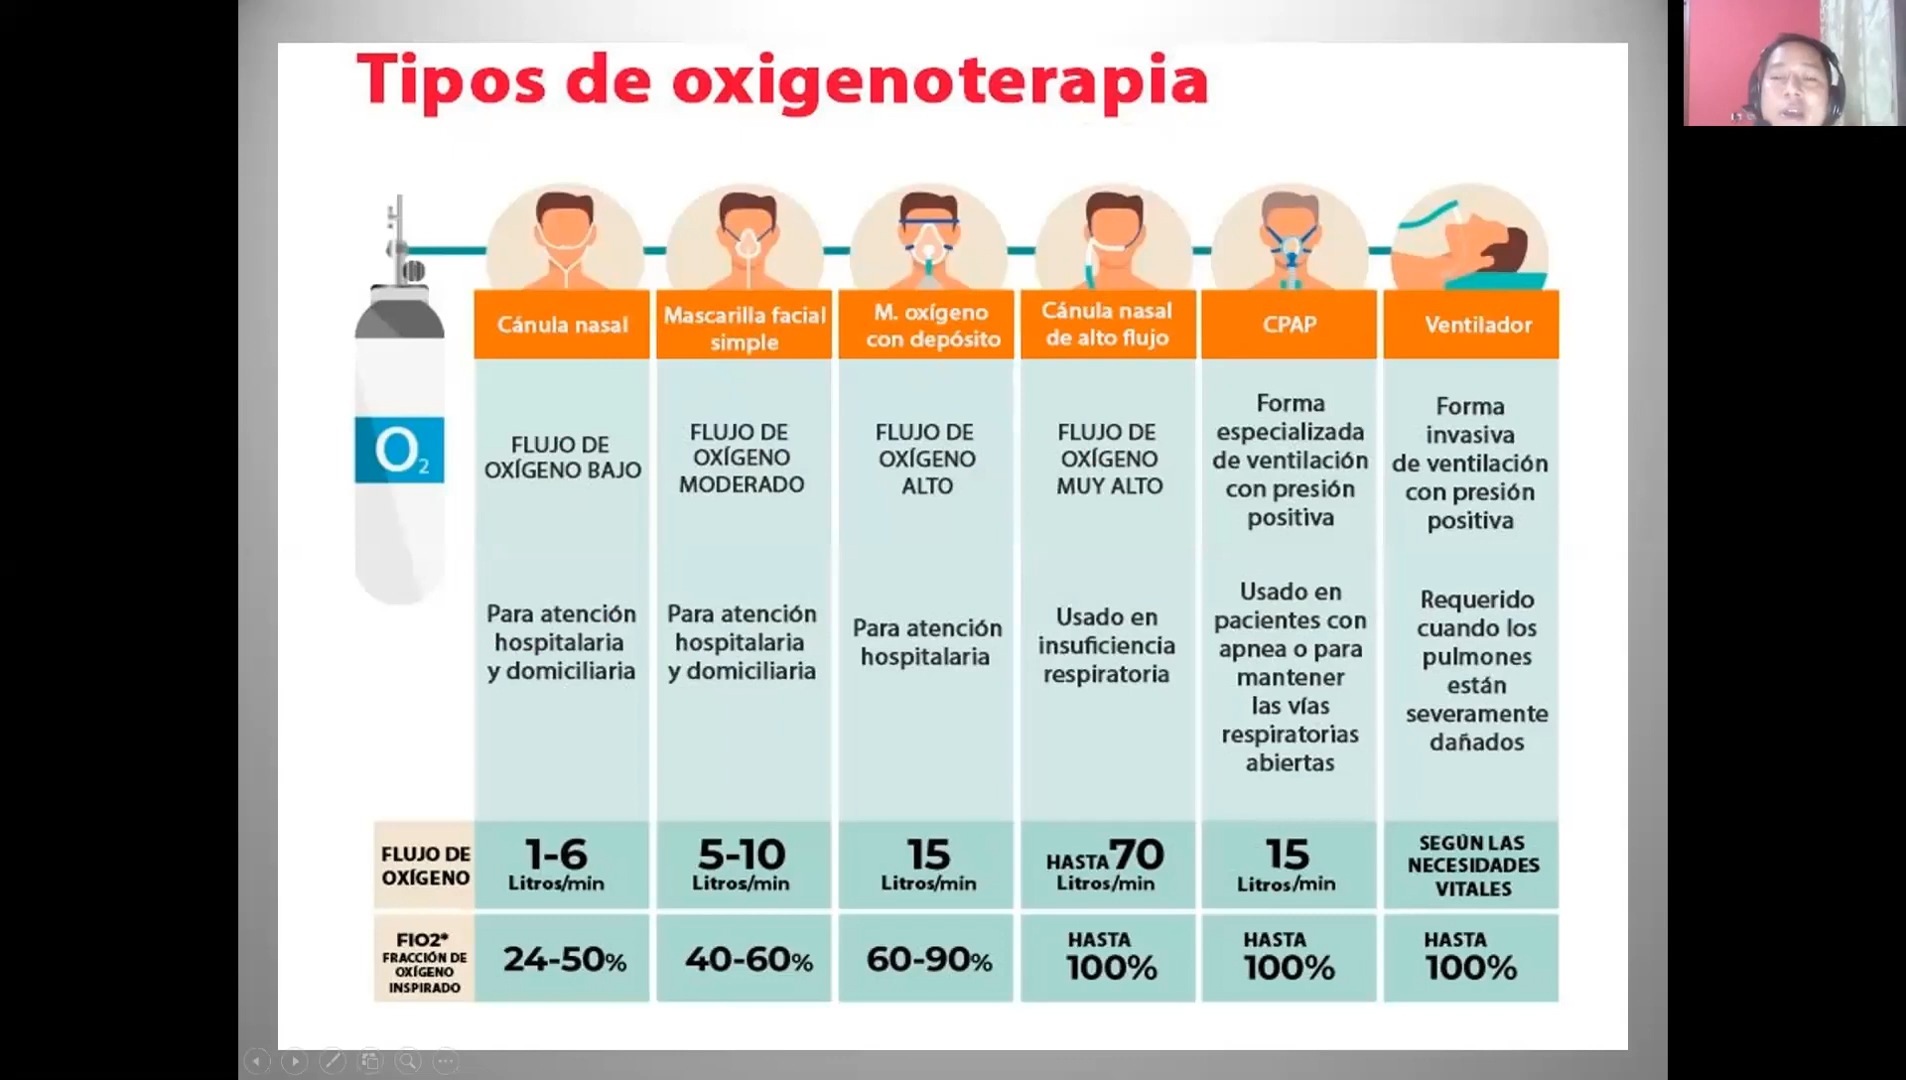 Tipos de oxigenoterapia
O2
Cánula nasal
FLUJO DE
OXÍGENO BAJO
Para atención
hospitalaria
y domiciliaria
Mascarilla facial
simple
FLUJO DE
OXÍGENO
MODERADO
Para atención
hospitalaria
y domiciliaria
M. oxígeno
con depósito
FLUJO DE
OXÍGENO
ALTO
Para atención
hospitalaria
Cánula nasal
de alto flujo
FLUJO DE
OXÍGENO
MUY ALTO
Usado en
insuficiencia
respiratoria
CPAP
Forma
especializada
de ventilación
con presión
positiva
Usado en
pacientes con
apnea o para
mantener
las vías
respiratorias
abiertas
Ventilador
Forma
invasiva
de ventilación
con presión
positiva
Requerido
cuando los
pulmones
están
severamente
dañados
FLUJO DE
OXÍGENO
1-6
Litros/min
5-10
Litros/min
15
Litros/min
HASTA 70
Litros/min
15
Litros/min
SEGÚN LAS
NECESIDADES
VITALES
FIO2*
FRACCIÓN DE
OXÍGENO
INSPIRADO
24-50%
40-60%
60-90%
HASTA
100%
HASTA
100%
HASTA
100%